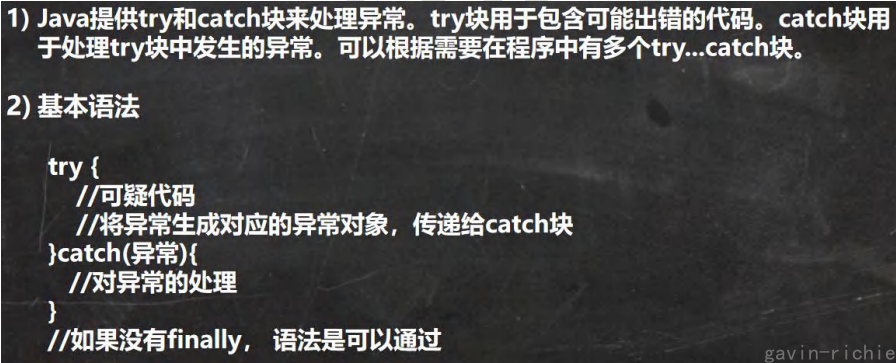 1) Java提供try和catch块来处理异常。try块用于包含可能出错的代码。catch块用
于处理try块中发生的异常。可以根据需要在程序中有多个try...catch块。
2) 基本语法
try {
//可疑代码
//将异常生成对应的异常对象，传递给catch块
}catch(异常){
//对异常的处理
}
//如果没有finally， 语法是可以通过
gavin-richie